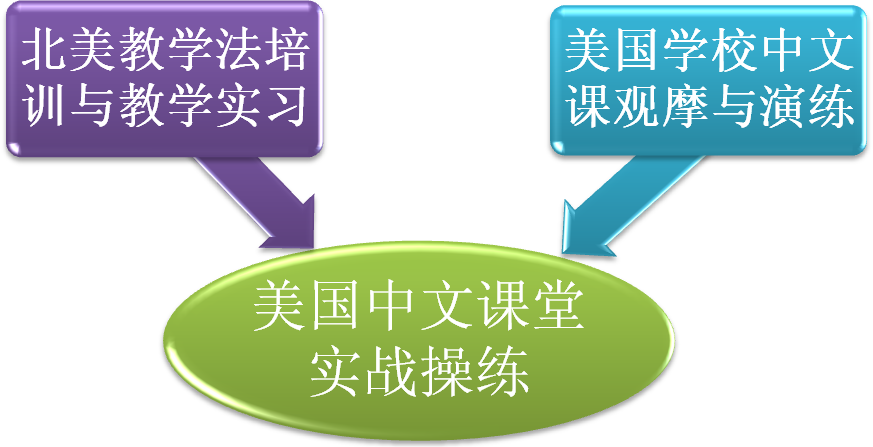 北美教学法培
训与教学实习
美国学校中文
课观摩与演练
美国中文课堂
实战操练